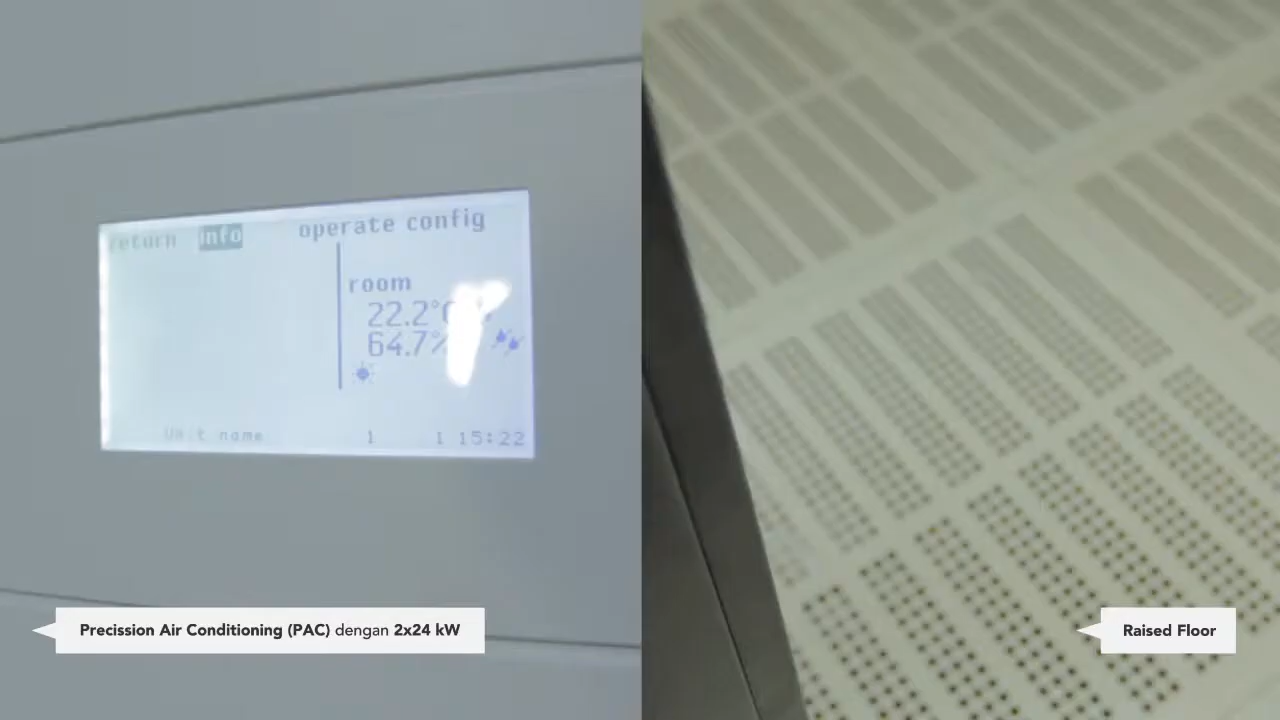 return info operate config
room
22.2°C
64.7%
Unit name 1 1 15:22
Precission Air Conditioning (PAC) dengan 2x24 kW
Raised Floor